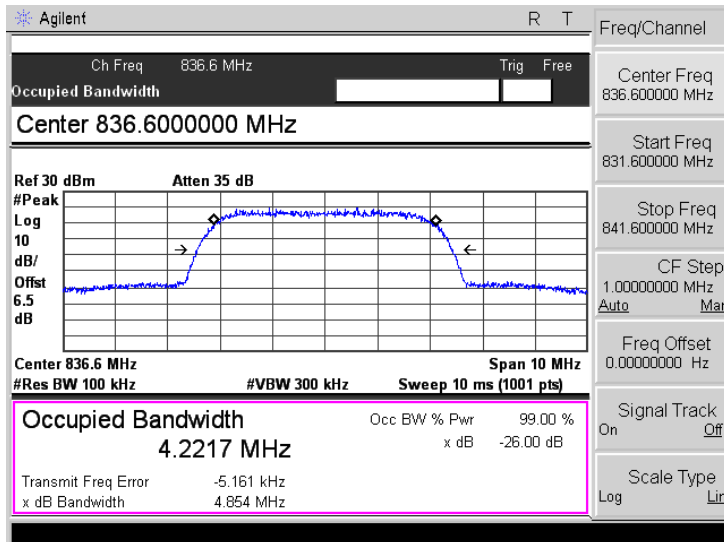 Agilent R T
Ch Freq 836.6 MHz Trig Free
Occupied Bandwidth
Center 836.6000000 MHz
Ref 30 dBm Atten 35 dB
#Peak
Log
10
dB/
Offst
6.5
dB
Center 836.6 MHz Span 10 MHz
#Res BW 100 kHz #VBW 300 kHz Sweep 10 ms (1001 pts)
Occupied Bandwidth Occ BW % Pwr 99.00 %
4.2217 MHz x dB -26.00 dB
Transmit Freq Error -5.161 kHz
x dB Bandwidth 4.854 MHz
Freq/Channel
Center Freq
836.600000 MHz
Start Freq
831.600000 MHz
Stop Freq
841.600000 MHz
CF Step
1.00000000 MHz
Auto Man
Freq Offset
0.00000000 Hz
Signal Track
On Off
Scale Type
Log Lin